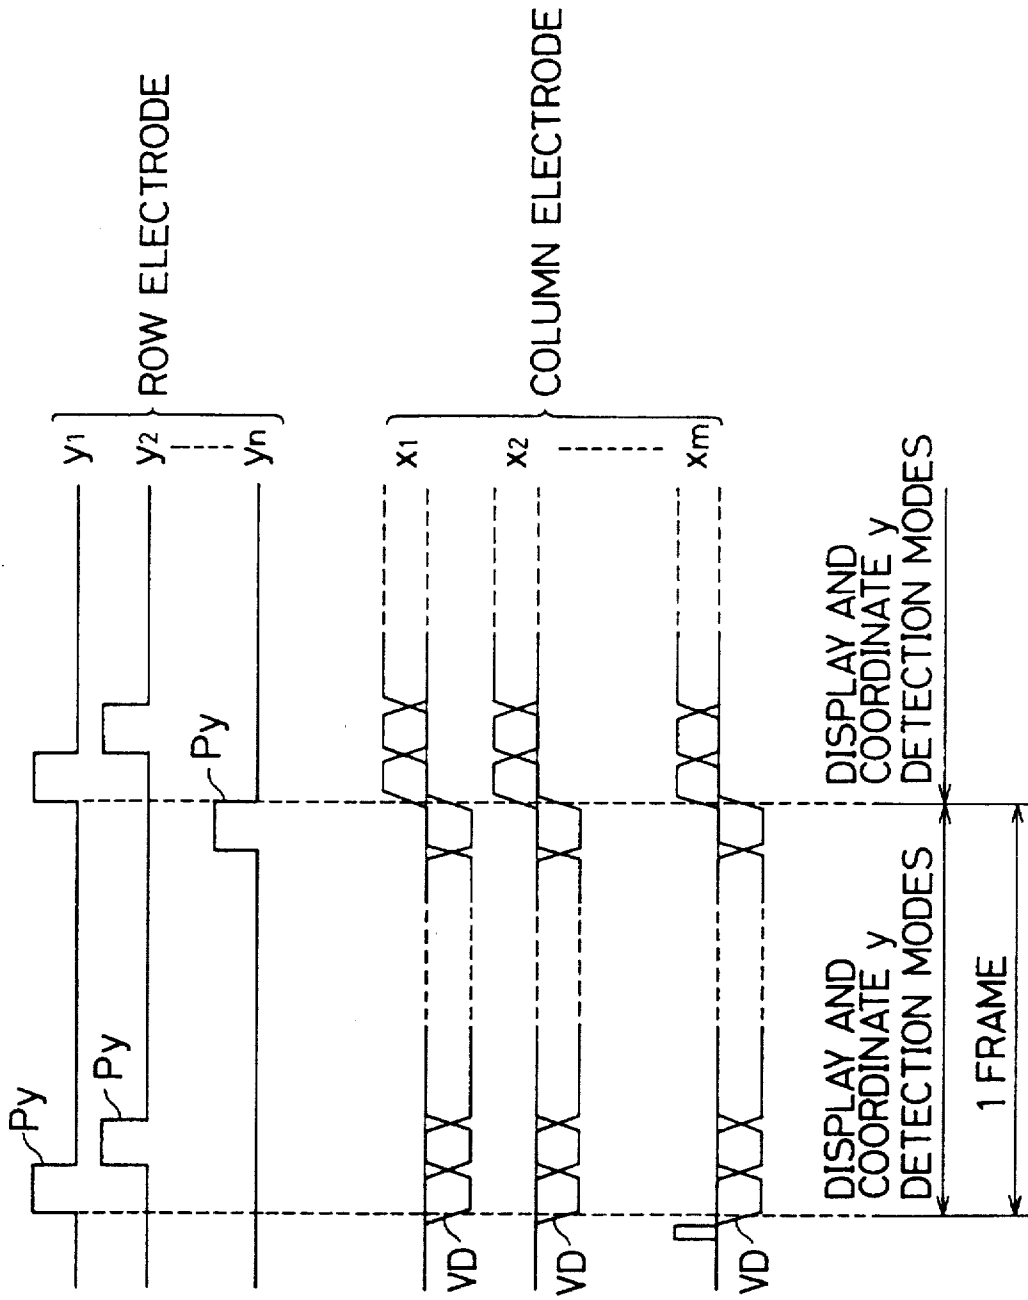 Py
Py
Py
y1
y2
yn
ROW ELECTRODE
VD
VD
VD
x1
x2
xm
COLUMN ELECTRODE
DISPLAY AND
COORDINATE y
DETECTION MODES
DISPLAY AND
COORDINATE y
DETECTION MODES
1 FRAME